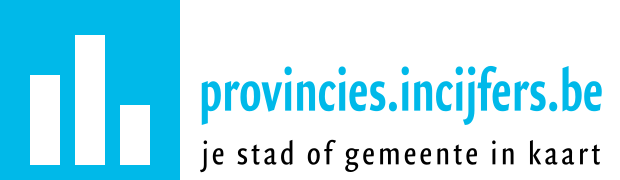 provincies.incijfers.be
je stad of gemeente in kaart